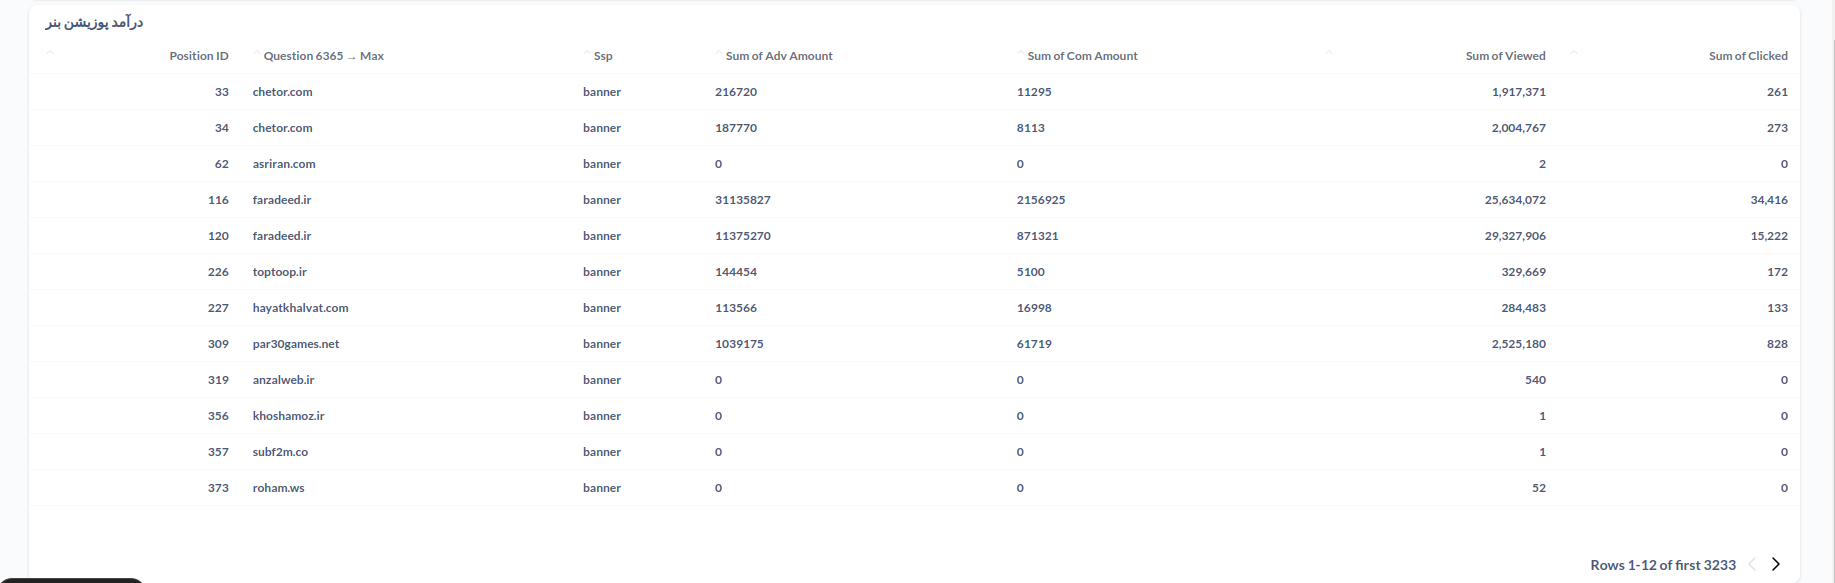 درآمد پوزیشن بنر
Position ID Question 6365 → Max Ssp Sum of Adv Amount Sum of Com Amount Sum of Viewed Sum of Clicked
33 chetor.com banner 216720 11295 1,917,371 261
34 chetor.com banner 187770 8113 2,004,767 273
62 asriran.com banner 0 0 2 0
116 faradeed.ir banner 31135827 2156925 25,634,072 34,416
120 faradeed.ir banner 11375270 871321 29,327,906 15,222
226 toptoop.ir banner 144454 5100 329,669 172
227 hayatkhalvat.com banner 113566 16998 284,483 133
309 par30games.net banner 1039175 61719 2,525,180 828
319 anzalweb.ir banner 0 0 540 0
356 khoshamoz.ir banner 0 0 1 0
357 subf2m.co banner 0 0 1 0
373 roham.ws banner 0 0 52 0
Rows 1-12 of first 3233